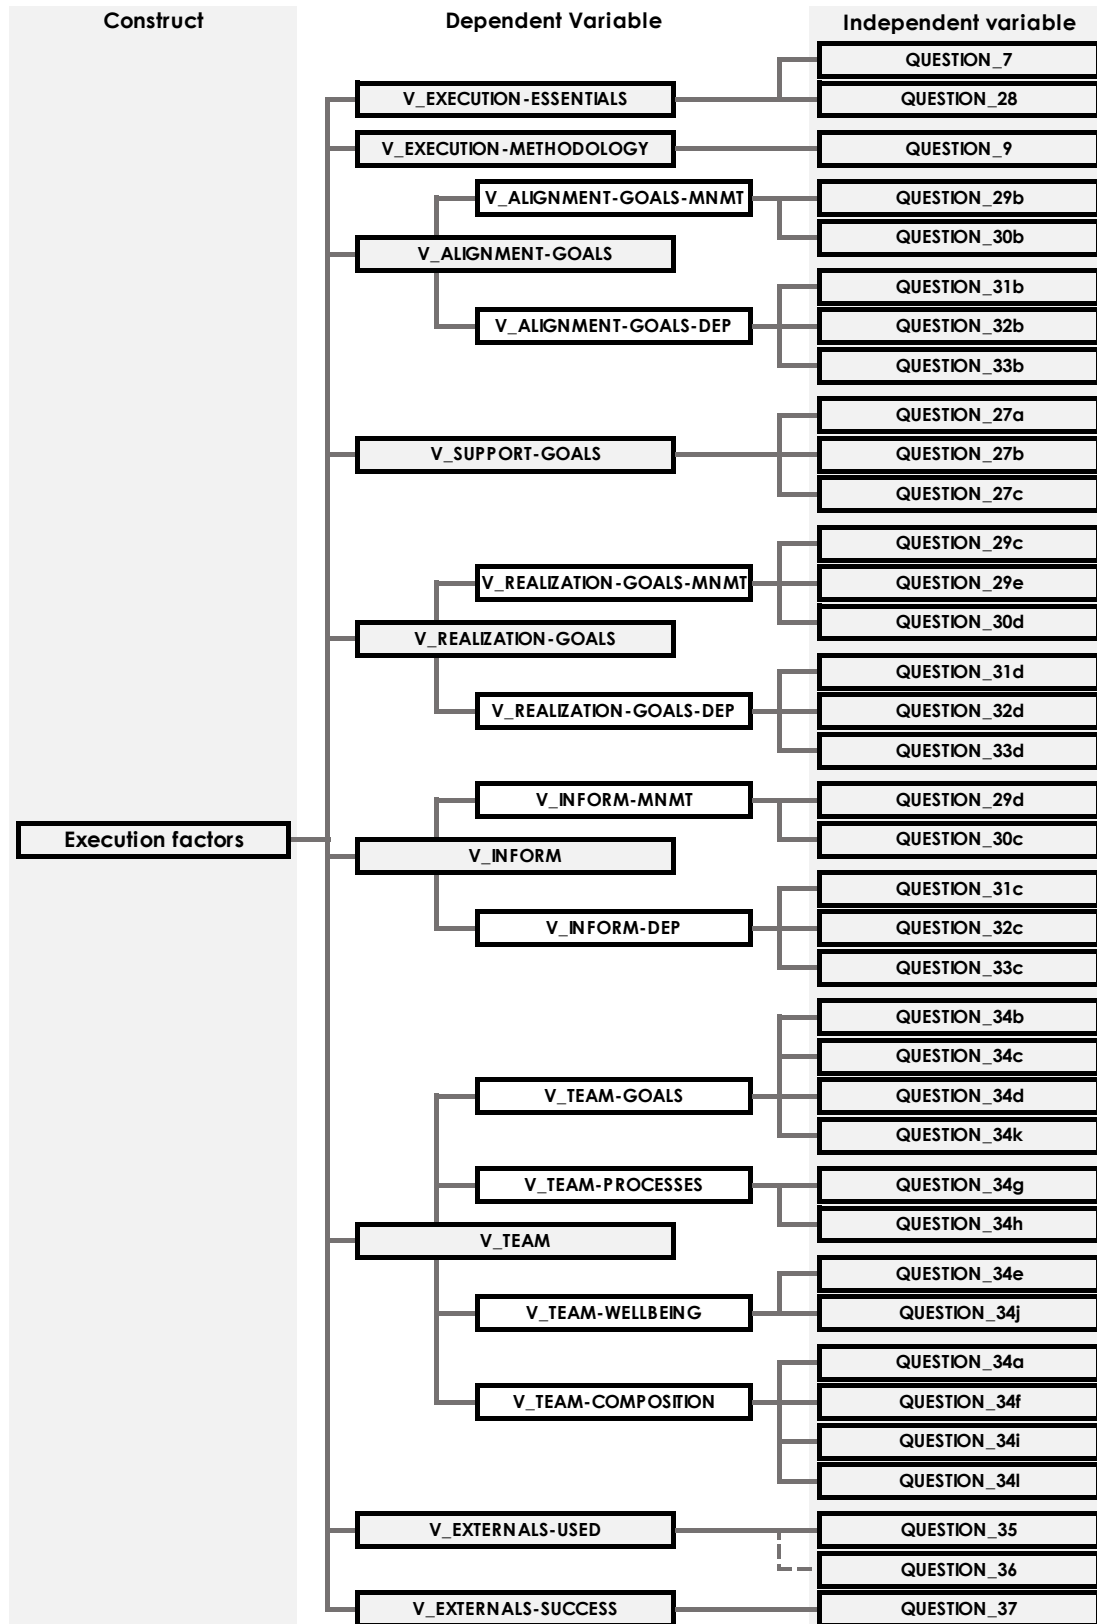 Construct
Dependent Variable
Independent variable
QUESTION_7
V_EXECUTION-ESSENTIALS
QUESTION_28
V_EXECUTION-METHODOLOGY
QUESTION_9
V_ALIGNMENT-GOALS-MNMT
QUESTION_29b
QUESTION_30b
V_ALIGNMENT-GOALS
QUESTION_31b
V_ALIGNMENT-GOALS-DEP
QUESTION_32b
QUESTION_33b
QUESTION_27a
V_SUPPORT-GOALS
QUESTION_27b
QUESTION_27c
QUESTION_29c
V_REALIZATION-GOALS-MNMT
QUESTION_29e
QUESTION_30d
V_REALIZATION-GOALS
QUESTION_31d
V_REALIZATION-GOALS-DEP
QUESTION_32d
QUESTION_33d
V_INFORM-MNMT
QUESTION_29d
Execution factors
QUESTION_30c
V_INFORM
QUESTION_31c
V_INFORM-DEP
QUESTION_32c
QUESTION_33c
QUESTION_34b
QUESTION_34c
V_TEAM-GOALS
QUESTION_34d
QUESTION_34k
V_TEAM-PROCESSES
QUESTION_34g
QUESTION_34h
V_TEAM
QUESTION_34e
V_TEAM-WELLBEING
QUESTION_34j
QUESTION_34a
V_TEAM-COMPOSITION
QUESTION_34f
QUESTION_34i
QUESTION_34l
V_EXTERNALS-USED
QUESTION_35
QUESTION_36
V_EXTERNALS-SUCCESS
QUESTION_37